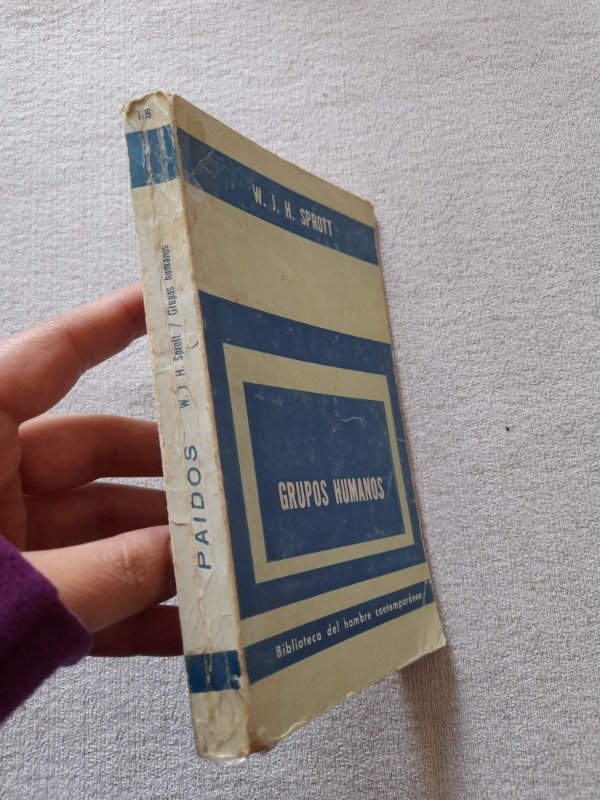 W. J. H. SPROTT
GRUPOS HUMANOS
Biblioteca del hombre contemporáneo
PAIDOS W. J. H. Sprott / Grupos humanos